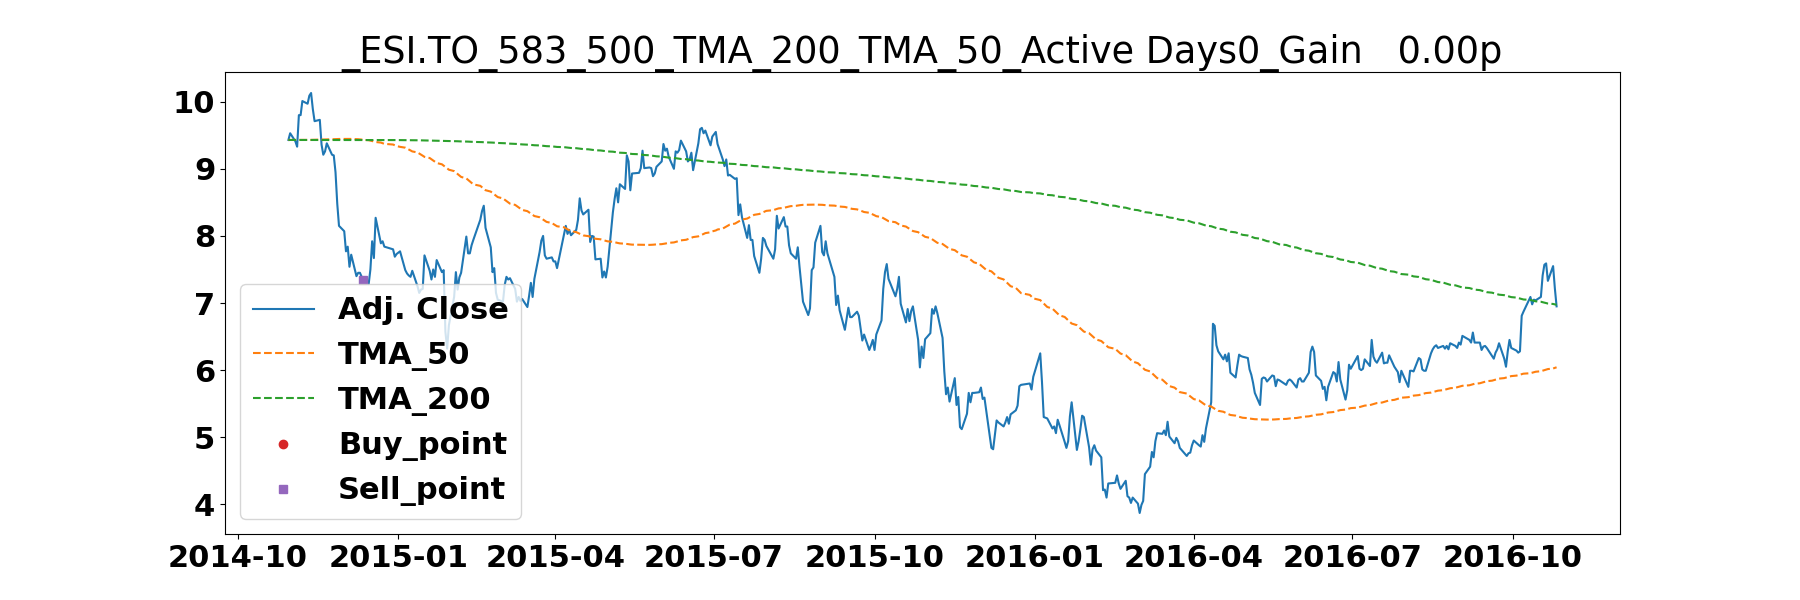 _ESI.TO_583_500_TMA_200_TMA_50_Active Days0_Gain   0.00p
10
9
8
7
6
5
4
Adj. Close
TMA_50
TMA_200
Buy_point
Sell_point
2014-10 2015-01 2015-04 2015-07 2015-10 2016-01 2016-04 2016-07 2016-10